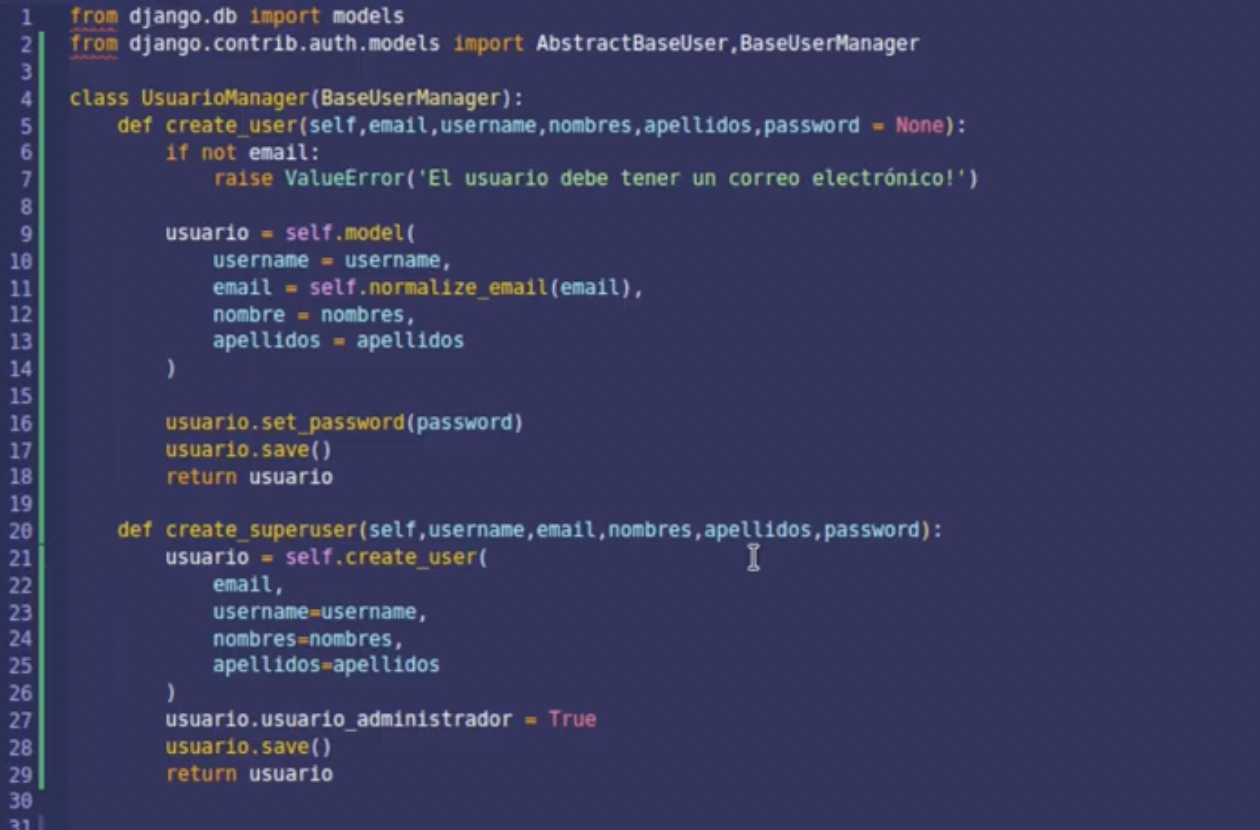 1 from django.db import models
2 from django.contrib.auth.models import AbstractBaseUser,BaseUserManager
3
4 class UsuarioManager(BaseUserManager):
5     def create_user(self,email,username,nombres,apellidos,password = None):
6         if not email:
7             raise ValueError('El usuario debe tener un correo electrónico!')
8
9         usuario = self.model(
10             username = username,
11             email = self.normalize_email(email),
12             nombre = nombres,
13             apellidos = apellidos
14         )
15
16         usuario.set_password(password)
17         usuario.save()
18         return usuario
19
20     def create_superuser(self,username,email,nombres,apellidos,password):
21         usuario = self.create_user(
22             email,
23             username=username,
24             nombres=nombres,
25             apellidos=apellidos
26         )
27         usuario.usuario_administrador = True
28         usuario.save()
29         return usuario
30
31